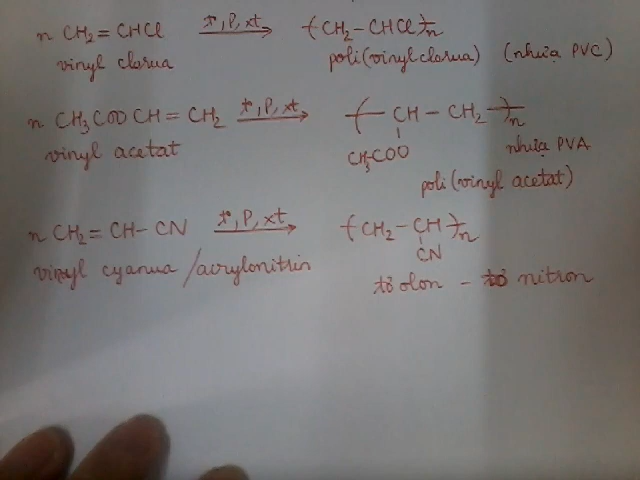 n CH₂ = CHCl —t°, P, xt→ (CH₂ – CHCl)n
vinyl clorua poli(vinyl clorua) (nhựa PVC)
n CH₃COO CH = CH₂ —t°, P, xt→ (– CH – CH₂ –)n
vinyl acetat CH₃COO nhựa PVA
poli(vinyl acetat)
n CH₂ = CH – CN —t°, P, xt→ (CH₂ – CH)n
CN
vinyl cyanua / acrylonitrin
tơ olon – tơ nitron